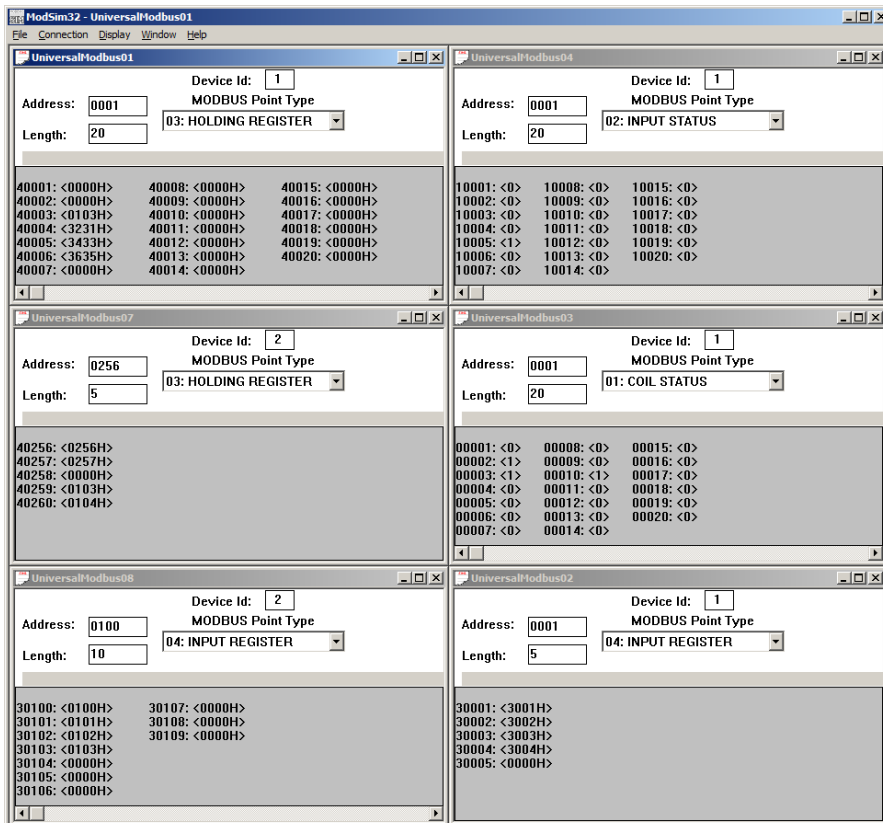 ModSim32 - UniversalModbus01
File Connection Display Window Help
UniversalModbus01
Device Id: 1
Address: 0001
MODBUS Point Type
03: HOLDING REGISTER
Length: 20
40001: <0000H> 40008: <0000H> 40015: <0000H>
40002: <0000H> 40009: <0000H> 40016: <0000H>
40003: <0103H> 40010: <0000H> 40017: <0000H>
40004: <3231H> 40011: <0000H> 40018: <0000H>
40005: <3433H> 40012: <0000H> 40019: <0000H>
40006: <3635H> 40013: <0000H> 40020: <0000H>
40007: <0000H> 40014: <0000H>
UniversalModbus04
Device Id: 1
Address: 0001
MODBUS Point Type
02: INPUT STATUS
Length: 20
10001: <0> 10008: <0> 10015: <0>
10002: <0> 10009: <0> 10016: <0>
10003: <0> 10010: <0> 10017: <0>
10004: <0> 10011: <0> 10018: <0>
10005: <1> 10012: <0> 10019: <0>
10006: <0> 10013: <0> 10020: <0>
10007: <0> 10014: <0>
UniversalModbus07
Device Id: 2
Address: 0256
MODBUS Point Type
03: HOLDING REGISTER
Length: 5
40256: <0256H>
40257: <0257H>
40258: <0000H>
40259: <0103H>
40260: <0104H>
UniversalModbus03
Device Id: 1
Address: 0001
MODBUS Point Type
01: COIL STATUS
Length: 20
00001: <0> 00008: <0> 00015: <0>
00002: <1> 00009: <0> 00016: <0>
00003: <1> 00010: <1> 00017: <0>
00004: <0> 00011: <0> 00018: <0>
00005: <0> 00012: <0> 00019: <0>
00006: <0> 00013: <0> 00020: <0>
00007: <0> 00014: <0>
UniversalModbus08
Device Id: 2
Address: 0100
MODBUS Point Type
04: INPUT REGISTER
Length: 10
30100: <0100H> 30107: <0000H>
30101: <0101H> 30108: <0000H>
30102: <0102H> 30109: <0000H>
30103: <0103H>
30104: <0000H>
30105: <0000H>
30106: <0000H>
UniversalModbus02
Device Id: 1
Address: 0001
MODBUS Point Type
04: INPUT REGISTER
Length: 5
30001: <3001H>
30002: <3002H>
30003: <3003H>
30004: <3004H>
30005: <0000H>